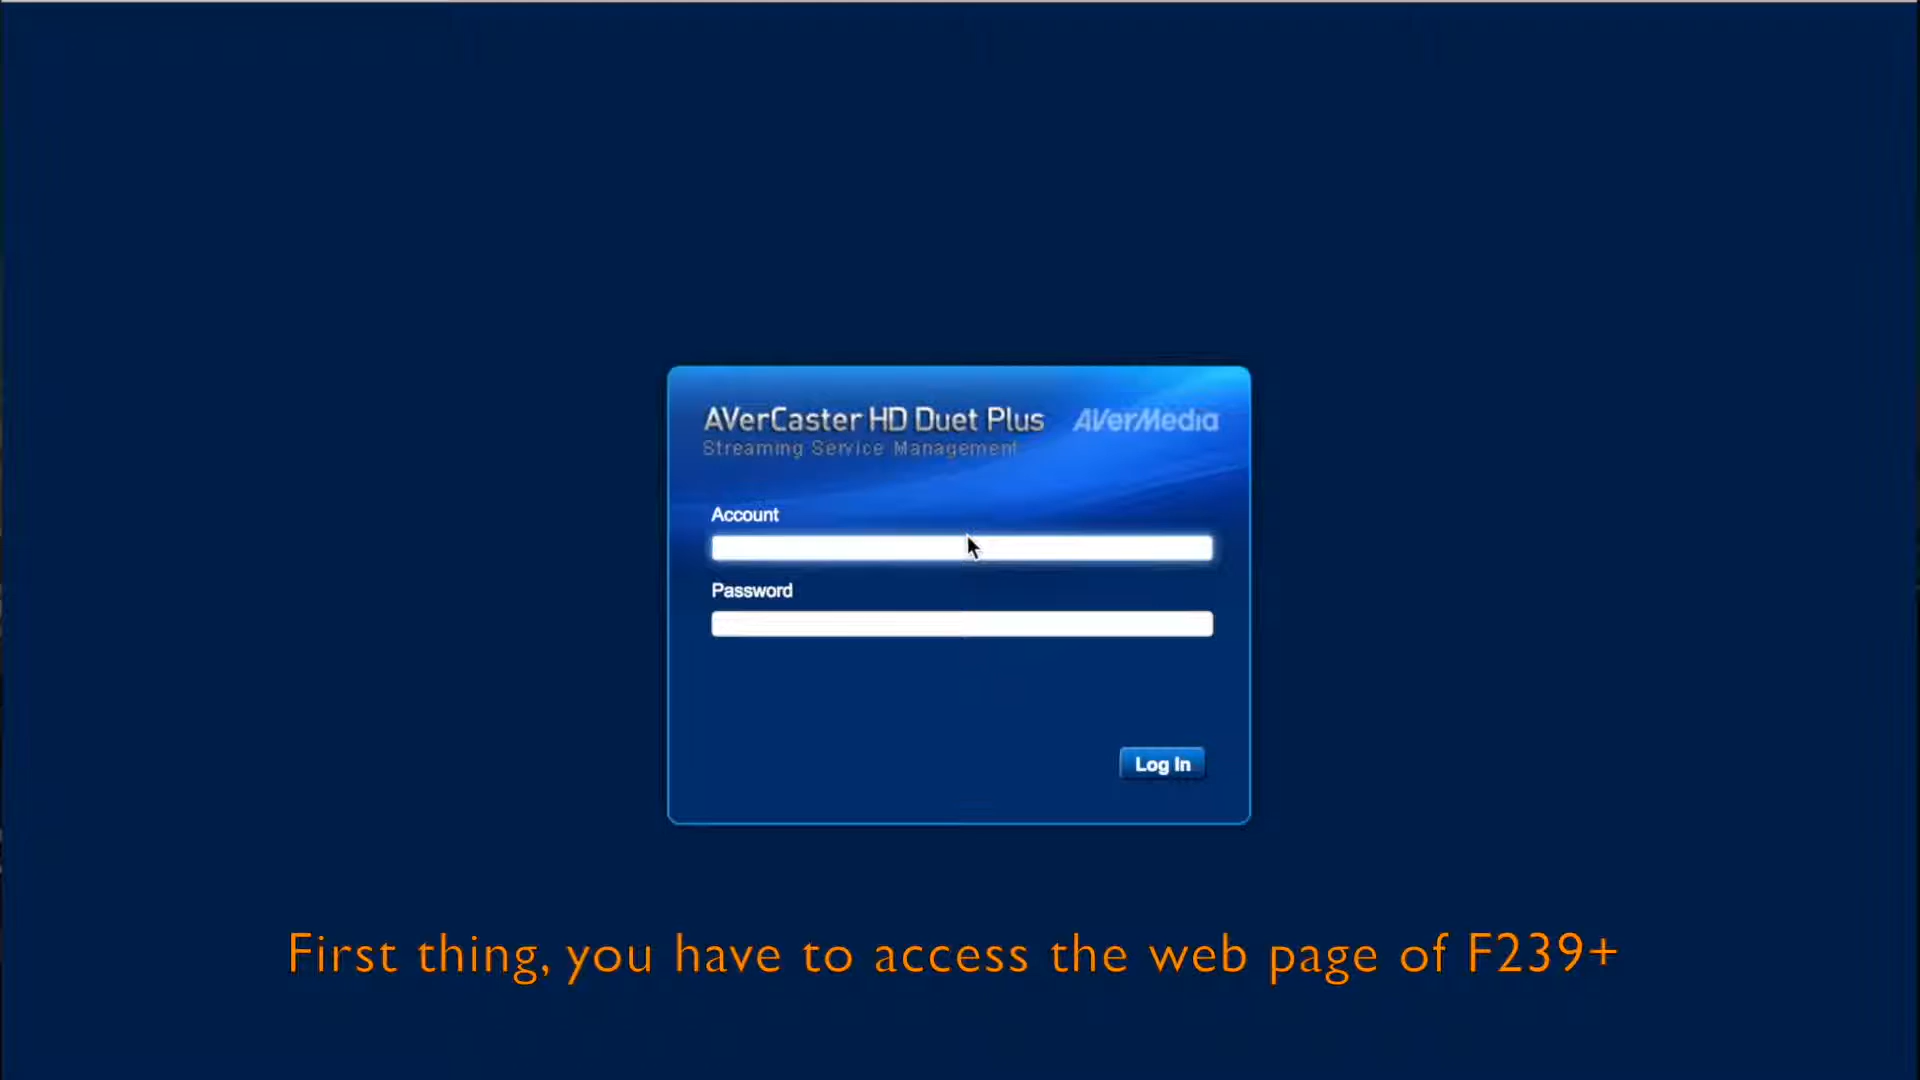 AVerCaster HD Duet Plus AVerMedia
Streaming Service Management
Account
Password
Log In
First thing, you have to access the web page of F239+